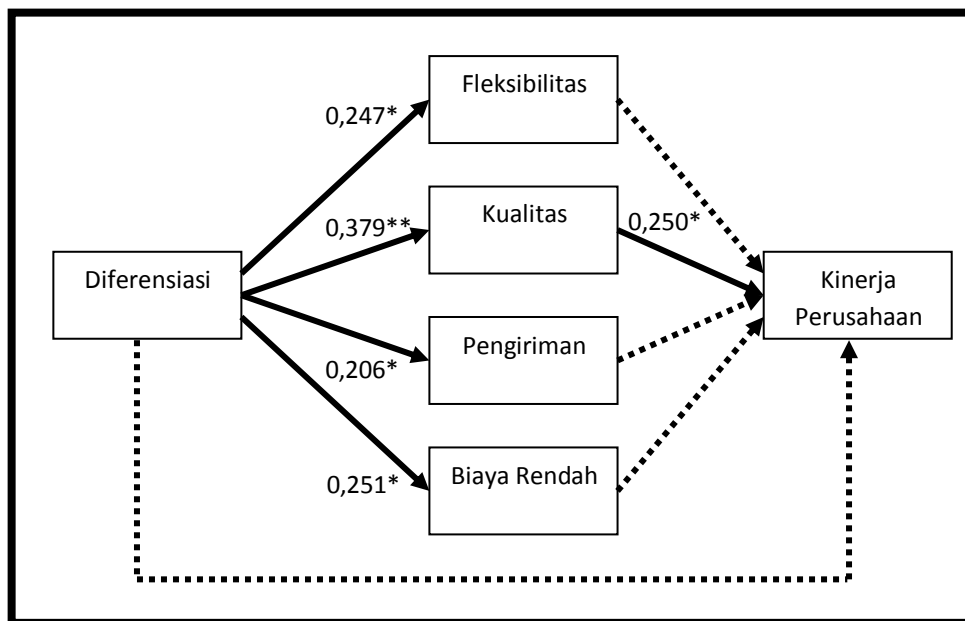 Fleksibilitas
0,247*
Kualitas
0,379**
0,250*
Diferensiasi
Kinerja
Perusahaan
Pengiriman
0,206*
Biaya Rendah
0,251*